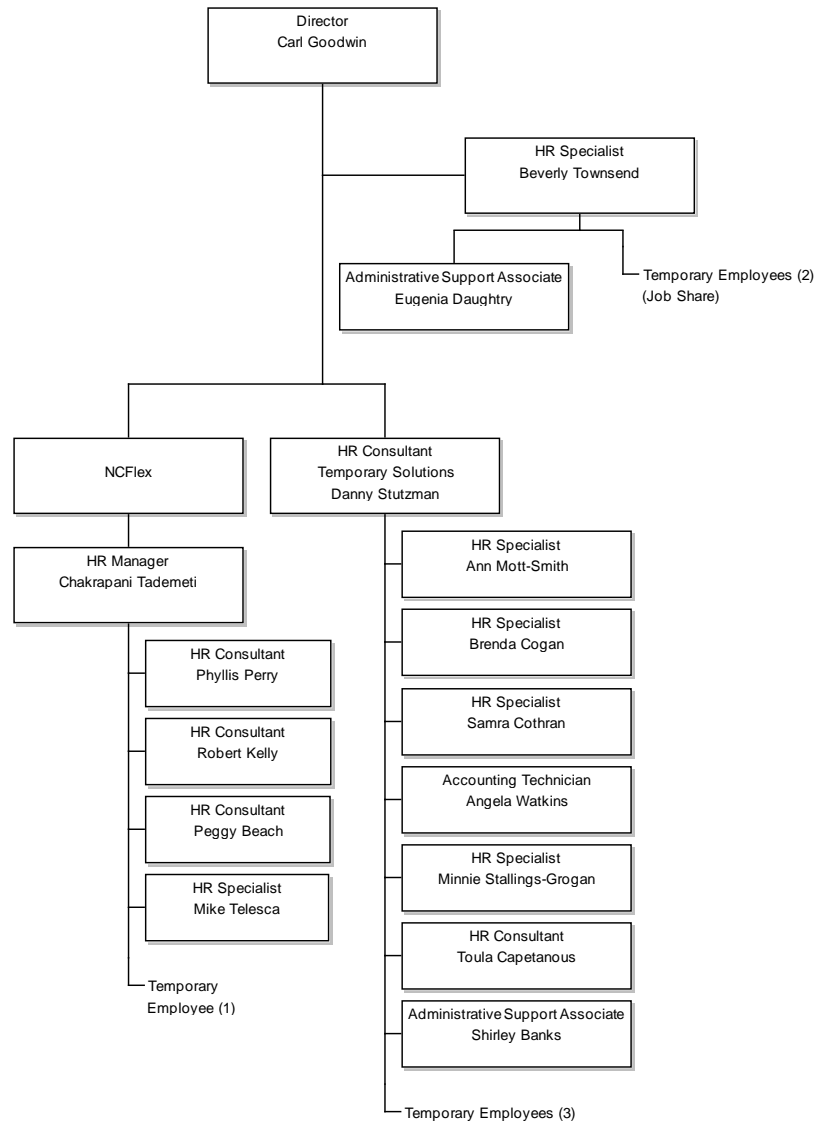 Director
Carl Goodwin
HR Specialist
Beverly Townsend
Administrative Support Associate
Eugenia Daughtry
Temporary Employees (2)
(Job Share)
NCFlex
HR Consultant
Temporary Solutions
Danny Stutzman
HR Manager
Chakrapani Tademeti
HR Consultant
Phyllis Perry
HR Consultant
Robert Kelly
HR Consultant
Peggy Beach
HR Specialist
Mike Telesca
Temporary
Employee (1)
HR Specialist
Ann Mott-Smith
HR Specialist
Brenda Cogan
HR Specialist
Samra Cothran
Accounting Technician
Angela Watkins
HR Specialist
Minnie Stallings-Grogan
HR Consultant
Toula Capetanous
Administrative Support Associate
Shirley Banks
Temporary Employees (3)